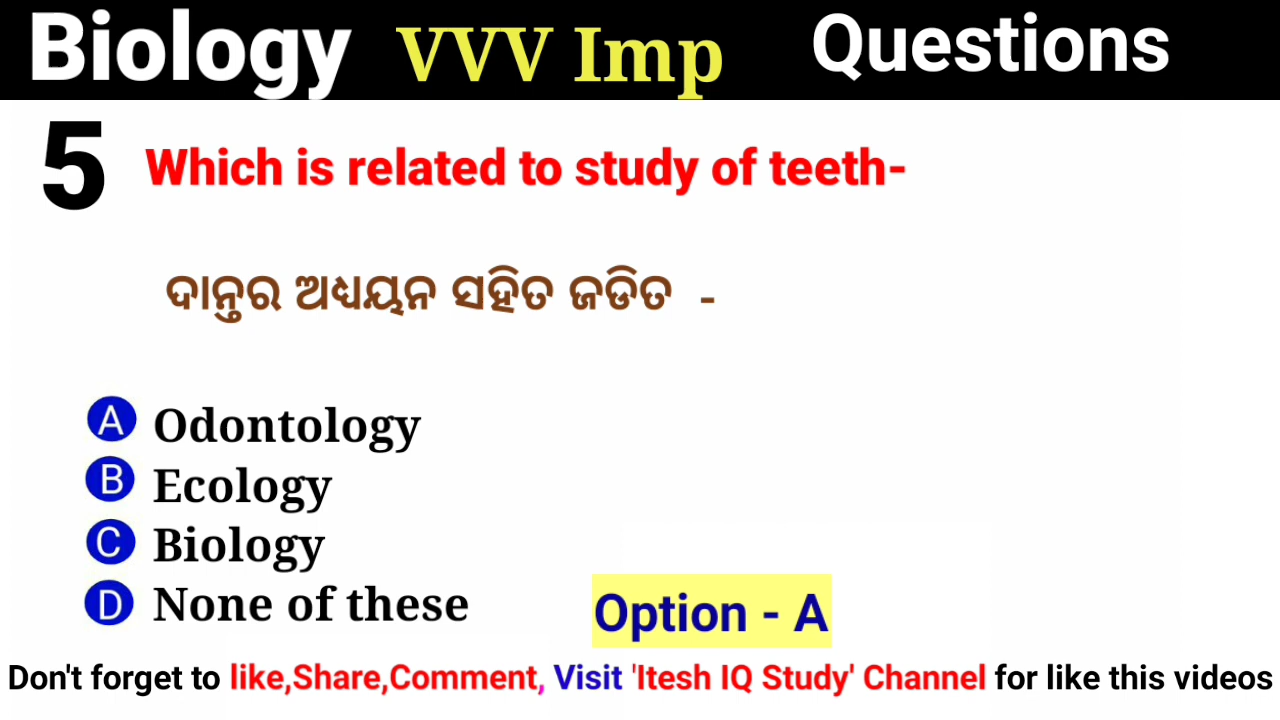 Biology VVV Imp Questions
5 Which is related to study of teeth-
ଦାନ୍ତର ଅଧ୍ୟୟନ ସହିତ ଜଡିତ -
A Odontology
B Ecology
C Biology
D None of these
Option - A
Don't forget to like,Share,Comment, Visit 'Itesh IQ Study' Channel for like this videos